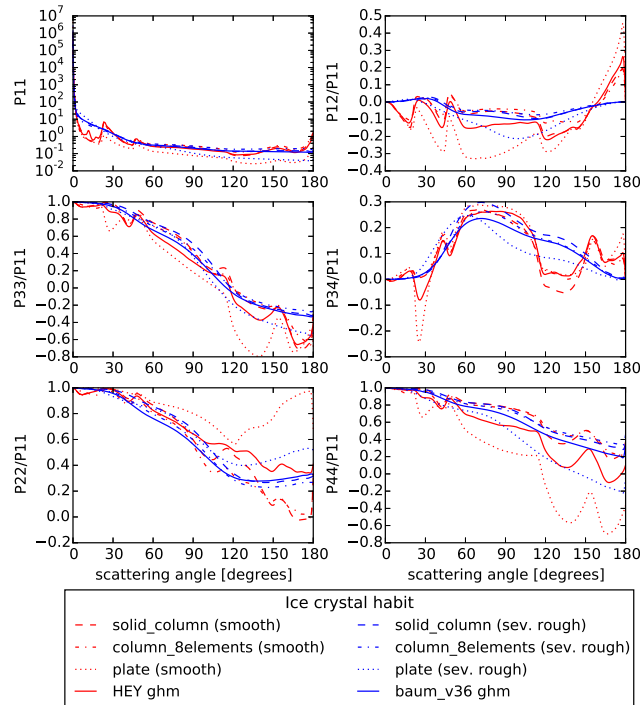 10^7
10^6
10^5
10^4
10^3
10^2
10^1
10^0
10^-1
10^-2
P11
0 30 60 90 120 150 180
0.5
0.4
0.3
0.2
0.1
0.0
−0.1
−0.2
−0.3
−0.4
P12/P11
0 30 60 90 120 150 180
1.0
0.8
0.6
0.4
0.2
0.0
−0.2
−0.4
−0.6
−0.8
P33/P11
0 30 60 90 120 150 180
0.3
0.2
0.1
0.0
0.1
0.2
0.3
P34/P11
0 30 60 90 120 150 180
1.0
0.8
0.6
0.4
0.2
0.0
−0.2
P22/P11
0 30 60 90 120 150 180
scattering angle [degrees]
1.0
0.8
0.6
0.4
0.2
0.0
−0.2
−0.4
−0.6
−0.8
P44/P11
0 30 60 90 120 150 180
scattering angle [degrees]
Ice crystal habit
solid_column (smooth)
column_8elements (smooth)
plate (smooth)
HEY ghm
solid_column (sev. rough)
column_8elements (sev. rough)
plate (sev. rough)
baum_v36 ghm